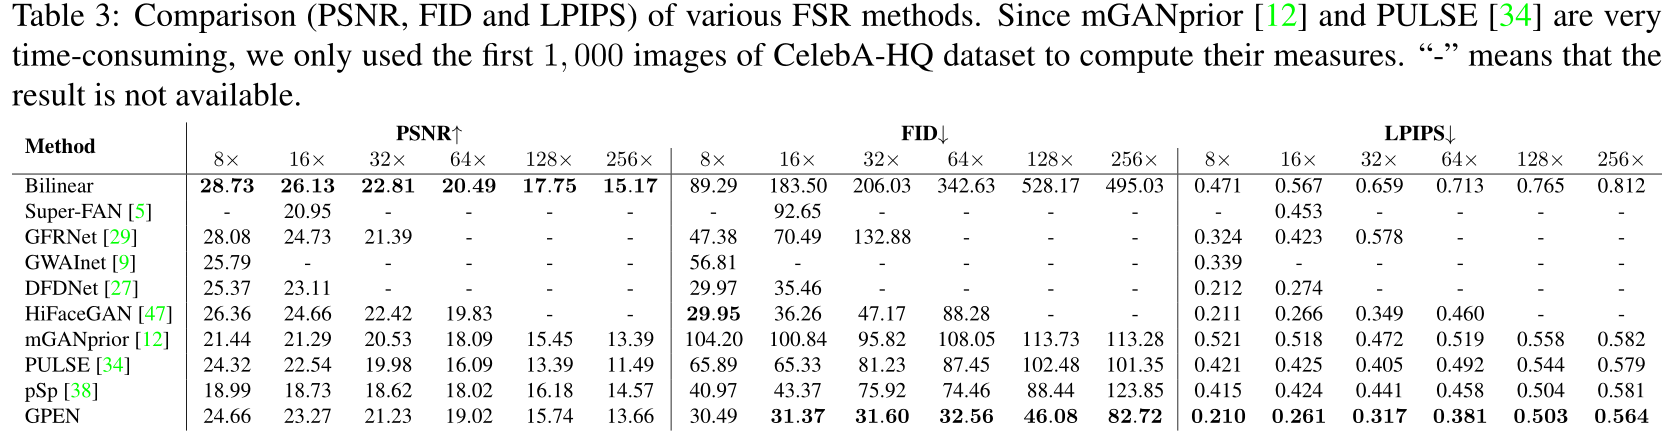 Table 3: Comparison (PSNR, FID and LPIPS) of various FSR methods. Since mGANprior [12] and PULSE [34] are very
time-consuming, we only used the first 1,000 images of CelebA-HQ dataset to compute their measures. “-” means that the
result is not available.
Method PSNR↑ FID↓ LPIPS↓
8× 16× 32× 64× 128× 256× 8× 16× 32× 64× 128× 256× 8× 16× 32× 64× 128× 256×
Bilinear 28.73 26.13 22.81 20.49 17.75 15.17 89.29 183.50 206.03 342.63 528.17 495.03 0.471 0.567 0.659 0.713 0.765 0.812
Super-FAN [5] - 20.95 - - - - - 92.65 - - - - - 0.453 - - - -
GFRNet [29] 28.08 24.73 21.39 - - - 47.38 70.49 132.88 - - - 0.324 0.423 0.578 - - -
GWAInet [9] 25.79 - - - - - 56.81 - - - - - 0.339 - - - - -
DFDNet [27] 25.37 23.11 - - - - 29.97 35.46 - - - - 0.212 0.274 - - - -
HiFaceGAN [47] 26.36 24.66 22.42 19.83 - - 29.95 36.26 47.17 88.28 - - 0.211 0.266 0.349 0.460 - -
mGANprior [12] 21.44 21.29 20.53 18.09 15.45 13.39 104.20 100.84 95.82 108.05 113.73 113.28 0.521 0.518 0.472 0.519 0.558 0.582
PULSE [34] 24.32 22.54 19.98 16.09 13.39 11.49 65.89 65.33 81.23 87.45 102.48 101.35 0.421 0.425 0.405 0.492 0.544 0.579
pSp [38] 18.99 18.73 18.62 18.02 16.18 14.57 40.97 43.37 75.92 74.46 88.44 123.85 0.415 0.424 0.441 0.458 0.504 0.581
GPEN 24.66 23.27 21.23 19.02 15.74 13.66 30.49 31.37 31.60 32.56 46.08 82.72 0.210 0.261 0.317 0.381 0.503 0.564